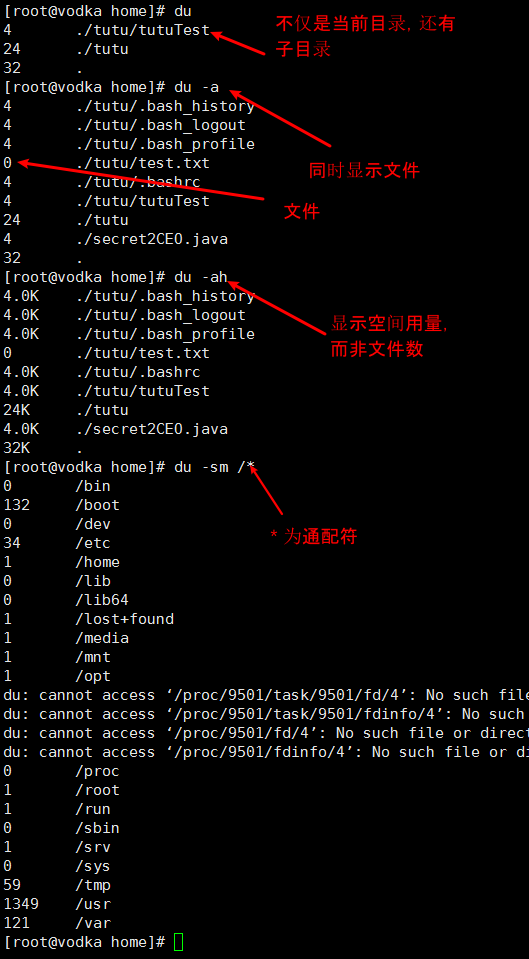 [root@vodka home]# du
4 ./tutu/tutuTest
24 ./tutu
32 .
不仅是当前目录, 还有
子目录
[root@vodka home]# du -a
4 ./tutu/.bash_history
4 ./tutu/.bash_logout
4 ./tutu/.bash_profile
0 ./tutu/test.txt
4 ./tutu/.bashrc
4 ./tutu/tutuTest
24 ./tutu
4 ./secret2CEO.java
32 .
同时显示文件
文件
[root@vodka home]# du -ah
4.0K ./tutu/.bash_history
4.0K ./tutu/.bash_logout
4.0K ./tutu/.bash_profile
0 ./tutu/test.txt
4.0K ./tutu/.bashrc
4.0K ./tutu/tutuTest
24K ./tutu
4.0K ./secret2CEO.java
32K .
显示空间用量,
而非文件数
[root@vodka home]# du -sm /*
0 /bin
132 /boot
0 /dev
34 /etc
1 /home
0 /lib
0 /lib64
1 /lost+found
1 /media
1 /mnt
1 /opt
* 为通配符
du: cannot access ‘/proc/9501/task/9501/fd/4’: No such file
du: cannot access ‘/proc/9501/task/9501/fdinfo/4’: No such
du: cannot access ‘/proc/9501/fd/4’: No such file or direct
du: cannot access ‘/proc/9501/fdinfo/4’: No such file or di
0 /proc
1 /root
1 /run
0 /sbin
1 /srv
0 /sys
59 /tmp
1349 /usr
121 /var
[root@vodka home]#